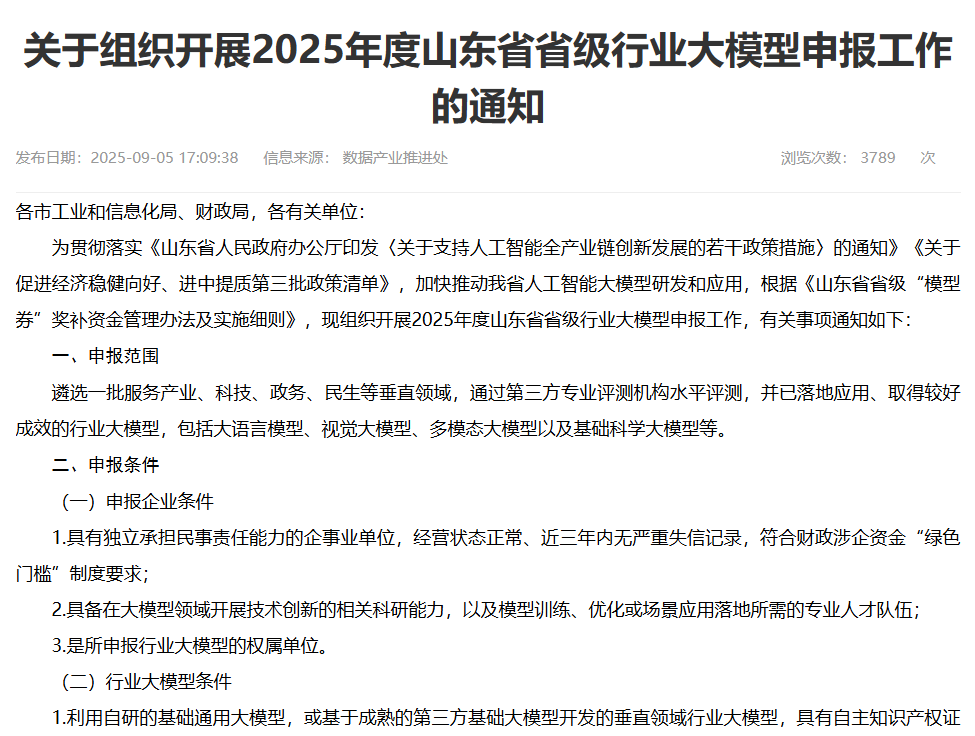 关于组织开展2025年度山东省省级行业大模型申报工作
的通知
发布日期：2025-09-05 17:09:38 信息来源： 数据产业推进处 浏览次数： 3789 次
各市工业和信息化局、财政局，各有关单位：
为贯彻落实《山东省人民政府办公厅印发〈关于支持人工智能全产业链创新发展的若干政策措施〉的通知》《关于
促进经济稳健向好、进中提质第三批政策清单》，加快推动我省人工智能大模型研发和应用，根据《山东省省级“模型
券”奖补资金管理办法及实施细则》，现组织开展2025年度山东省省级行业大模型申报工作，有关事项通知如下：
一、申报范围
遴选一批服务产业、科技、政务、民生等垂直领域，通过第三方专业评测机构水平评测，并已落地应用、取得较好
成效的行业大模型，包括大语言模型、视觉大模型、多模态大模型以及基础科学大模型等。
二、申报条件
（一）申报企业条件
1.具有独立承担民事责任能力的企事业单位，经营状态正常、近三年内无严重失信记录，符合财政涉企资金“绿色
门槛”制度要求；
2.具备在大模型领域开展技术创新的相关科研能力，以及模型训练、优化或场景应用落地所需的专业人才队伍；
3.是所申报行业大模型的权属单位。
（二）行业大模型条件
1.利用自研的基础通用大模型，或基于成熟的第三方基础大模型开发的垂直领域行业大模型，具有自主知识产权证